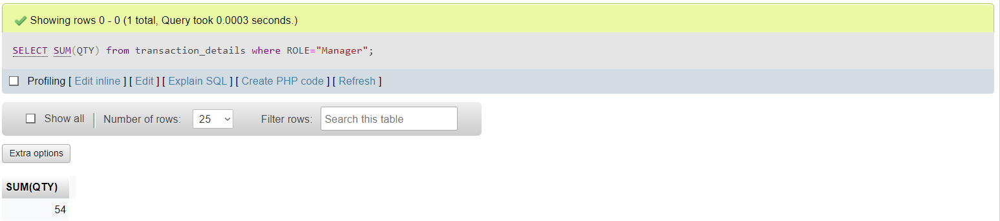 Showing rows 0 - 0 (1 total, Query took 0.0003 seconds.)
SELECT SUM(QTY) from transaction_details where ROLE="Manager";
Profiling [ Edit inline ] [ Edit ] [ Explain SQL ] [ Create PHP code ] [ Refresh ]
Show all | Number of rows: 25 Filter rows: Search this table
Extra options
SUM(QTY)
54